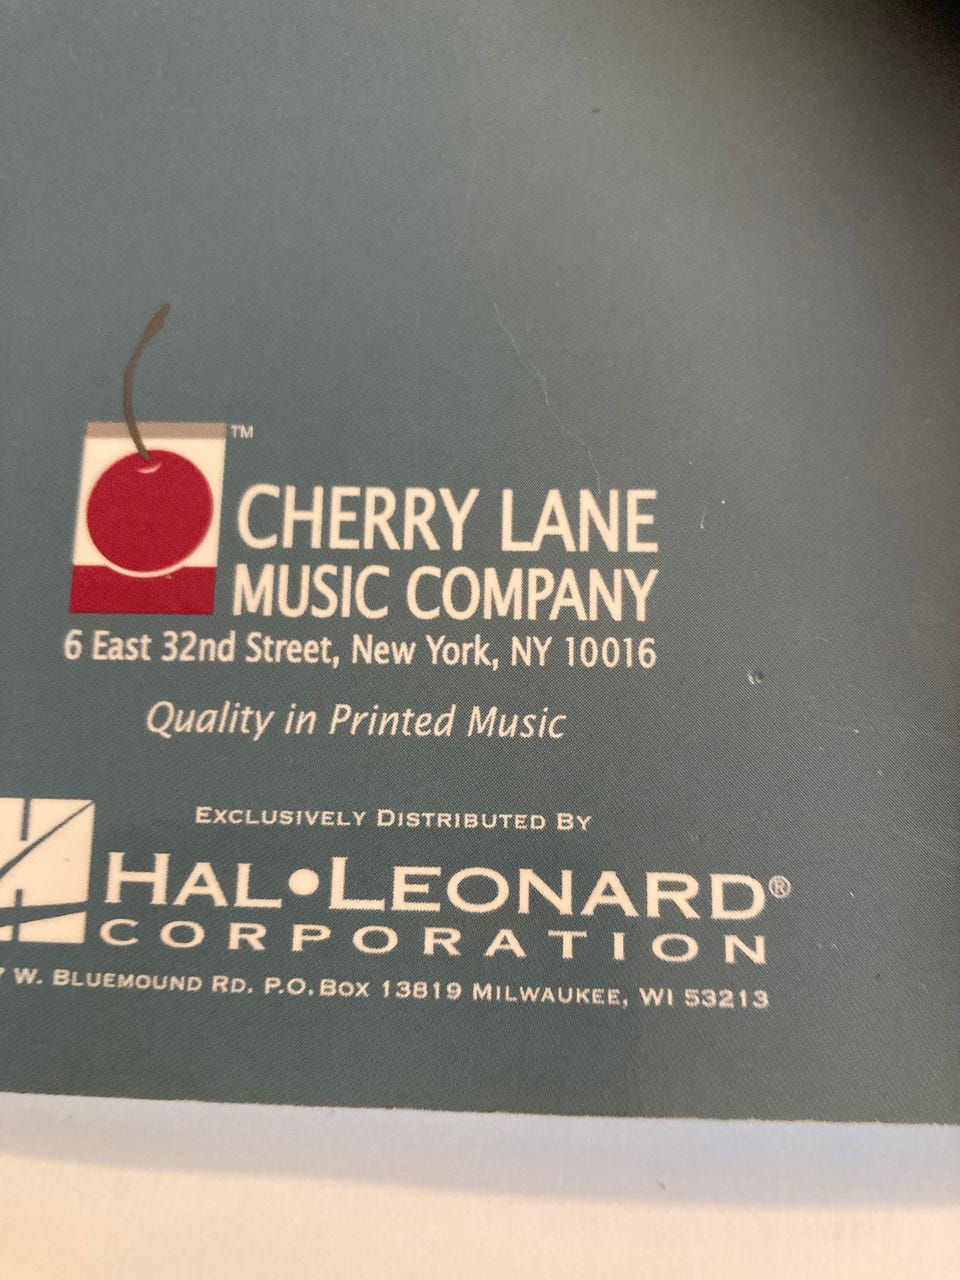 TM
CHERRY LANE
MUSIC COMPANY
6 East 32nd Street, New York, NY 10016
Quality in Printed Music
EXCLUSIVELY DISTRIBUTED BY
HAL•LEONARD®
CORPORATION
7 W. BLUEMOUND RD. P.O. BOX 13819 MILWAUKEE, WI 53213